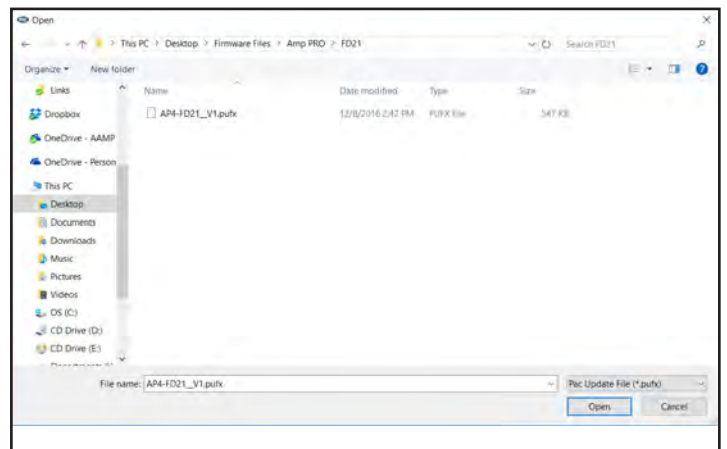 Open
This PC > Desktop > Firmware Files > Amp PRO > FD21
Search FD21
Organize New folder
Links
Name Date modified Type Size
Dropbox
AP4-FD21__V1.pufx 12/8/2016 2:42 PM PUFX File 547 KB
OneDrive - AAMP
OneDrive - Person
This PC
Desktop
Documents
Downloads
Music
Pictures
Videos
OS (C:)
CD Drive (D:)
CD Drive (E:)
File name: AP4-FD21__V1.pufx Pac Update File (*.pufx)
Open Cancel